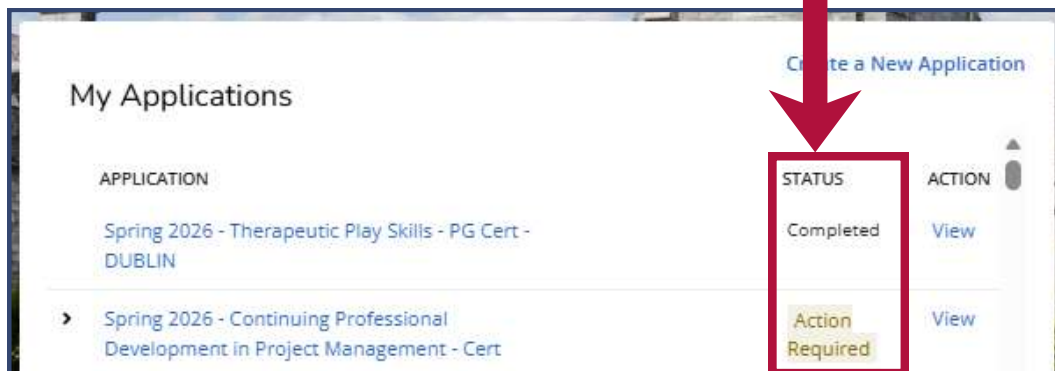 Create a New Application
My Applications
APPLICATION STATUS ACTION
Spring 2026 - Therapeutic Play Skills - PG Cert - Completed View
DUBLIN
Spring 2026 - Continuing Professional Action View
Development in Project Management - Cert Required